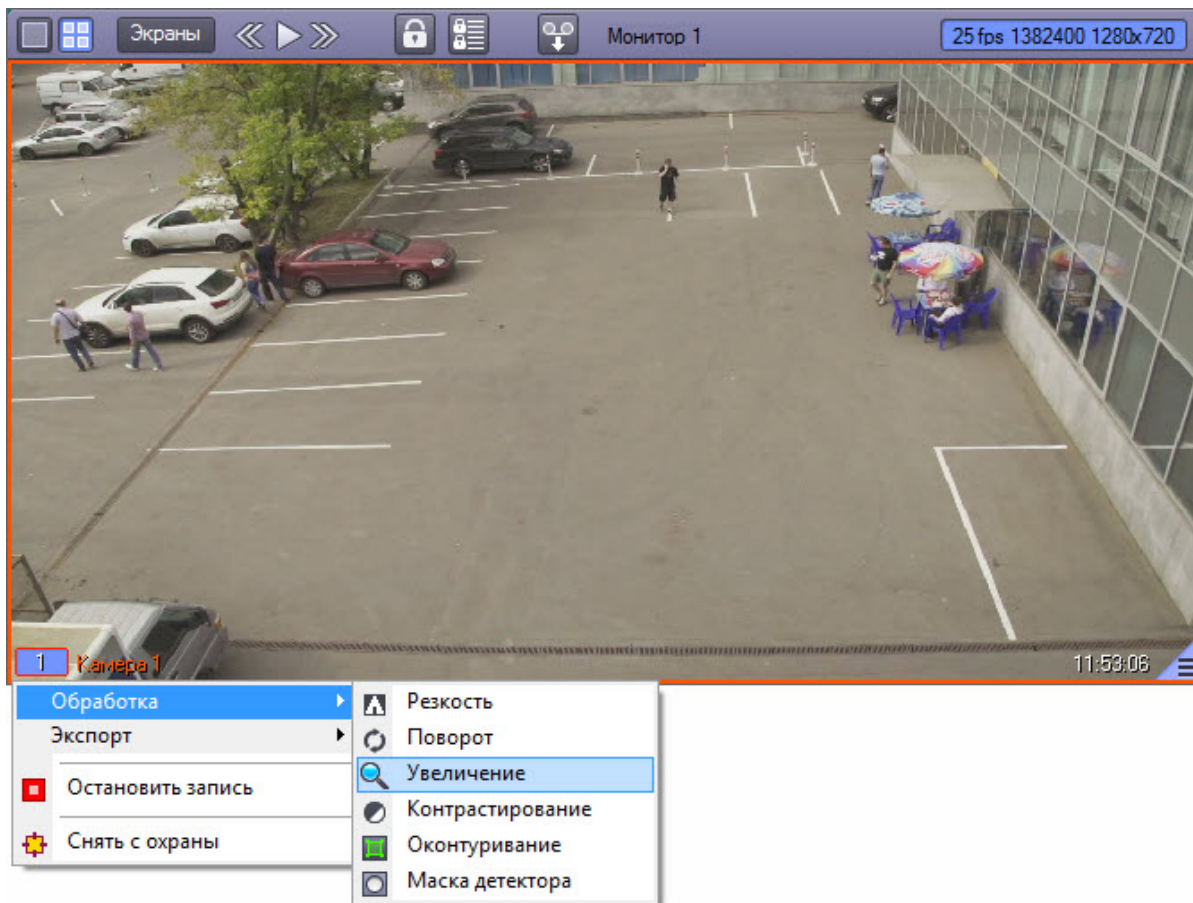 Экраны
Монитор 1
25 fps 1382400 1280x720
1 Камера 1
11:53:06
Обработка
Экспорт
Остановить запись
Снять с охраны
Резкость
Поворот
Увеличение
Контрастирование
Оконтуривание
Маска детектора